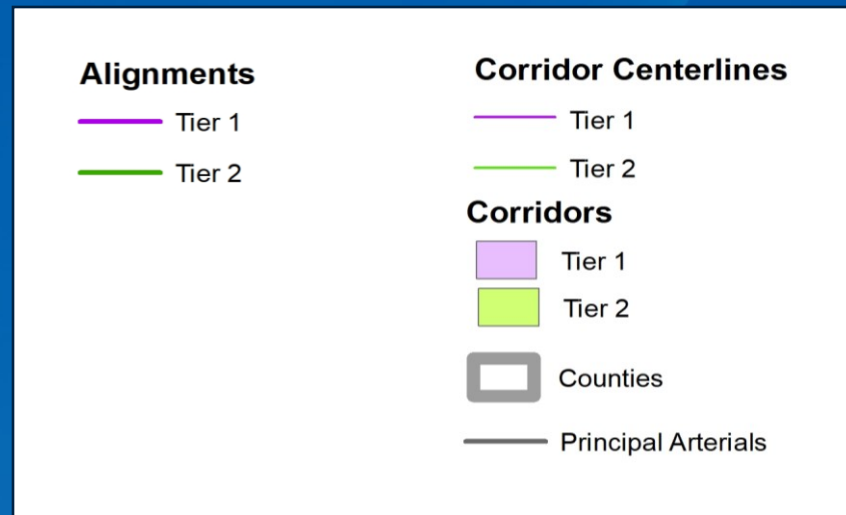 Alignments
Tier 1
Tier 2
Corridor Centerlines
Tier 1
Tier 2
Corridors
Tier 1
Tier 2
Counties
Principal Arterials